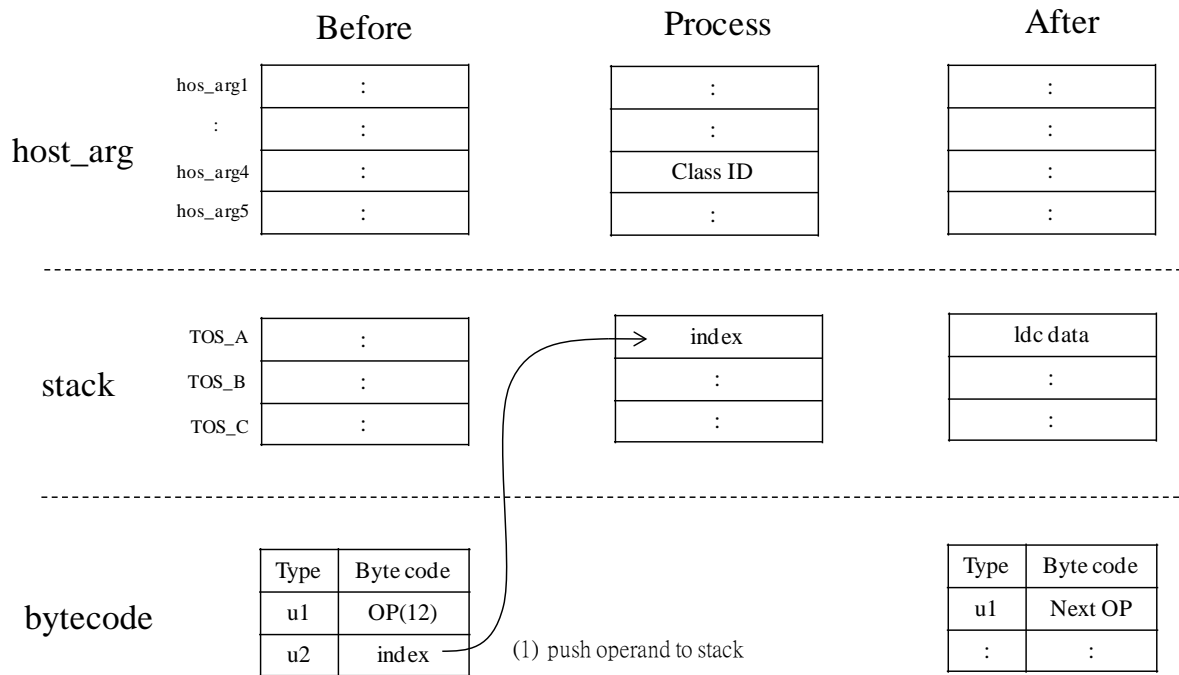 Before Process After
host_arg
hos_arg1 : : :
: : : :
hos_arg4 : Class ID :
hos_arg5 : : :
stack
TOS_A : index ldc data
TOS_B : : :
TOS_C : : :
bytecode
Type Byte code Type Byte code
u1 OP(12) u1 Next OP
u2 index (1) push operand to stack : :